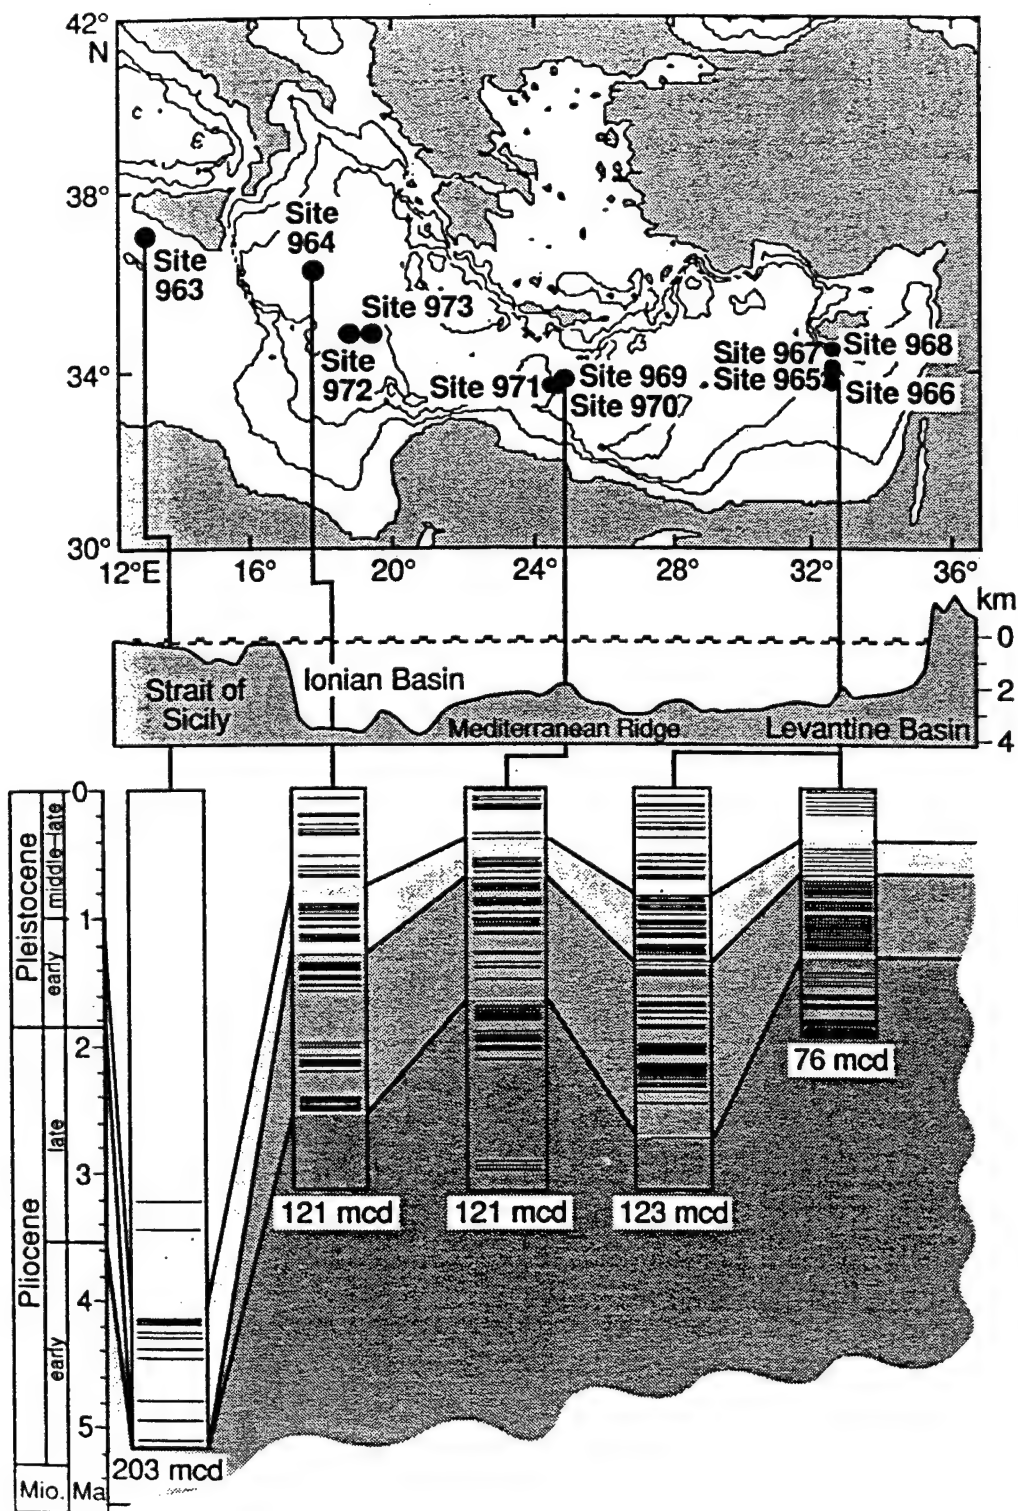 42°
N
38°
34°
30°
12°E
16°
20°
24°
28°
32°
36°
Site
963
Site
964
Site 973
Site
972
Site 971
Site 969
Site 970
Site 967
Site 965
Site 968
Site 966
km
0
2
4
Strait of
Sicily
Ionian Basin
Mediterranean Ridge
Levantine Basin
Pleistocene
middle-late
early
Pliocene
late
early
Mio.
Ma
0
1
2
3
4
5
203 mcd
121 mcd
121 mcd
123 mcd
76 mcd